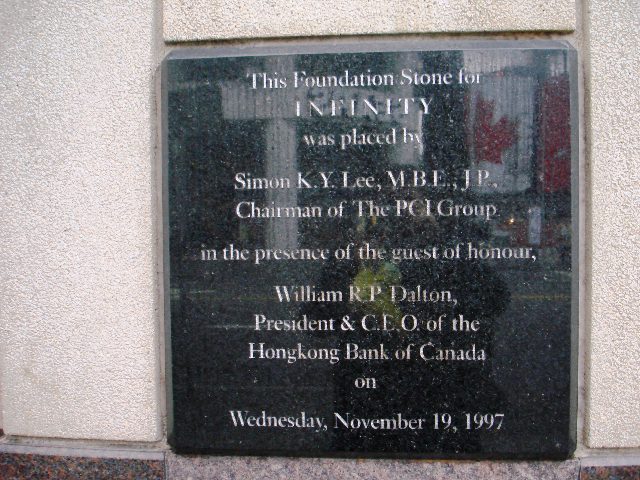 This Foundation Stone for
INFINITY
was placed by
Simon K.Y. Lee, M.B.E., J.P.,
Chairman of The PCI Group
in the presence of the guest of honour,
William R.P. Dalton,
President & C.E.O. of the
Hongkong Bank of Canada
on
Wednesday, November 19, 1997